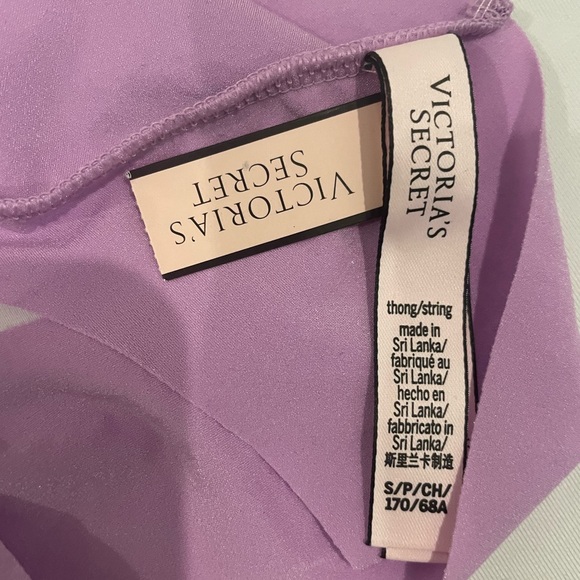 VICTORIA'S
SECRET
VICTORIA'S
SECRET
thong/string
made in
Sri Lanka/
fabriqué au
Sri Lanka/
hecho en
Sri Lanka/
fabbricato in
Sri Lanka/
斯里兰卡制造
S/P/CH/
170/68A